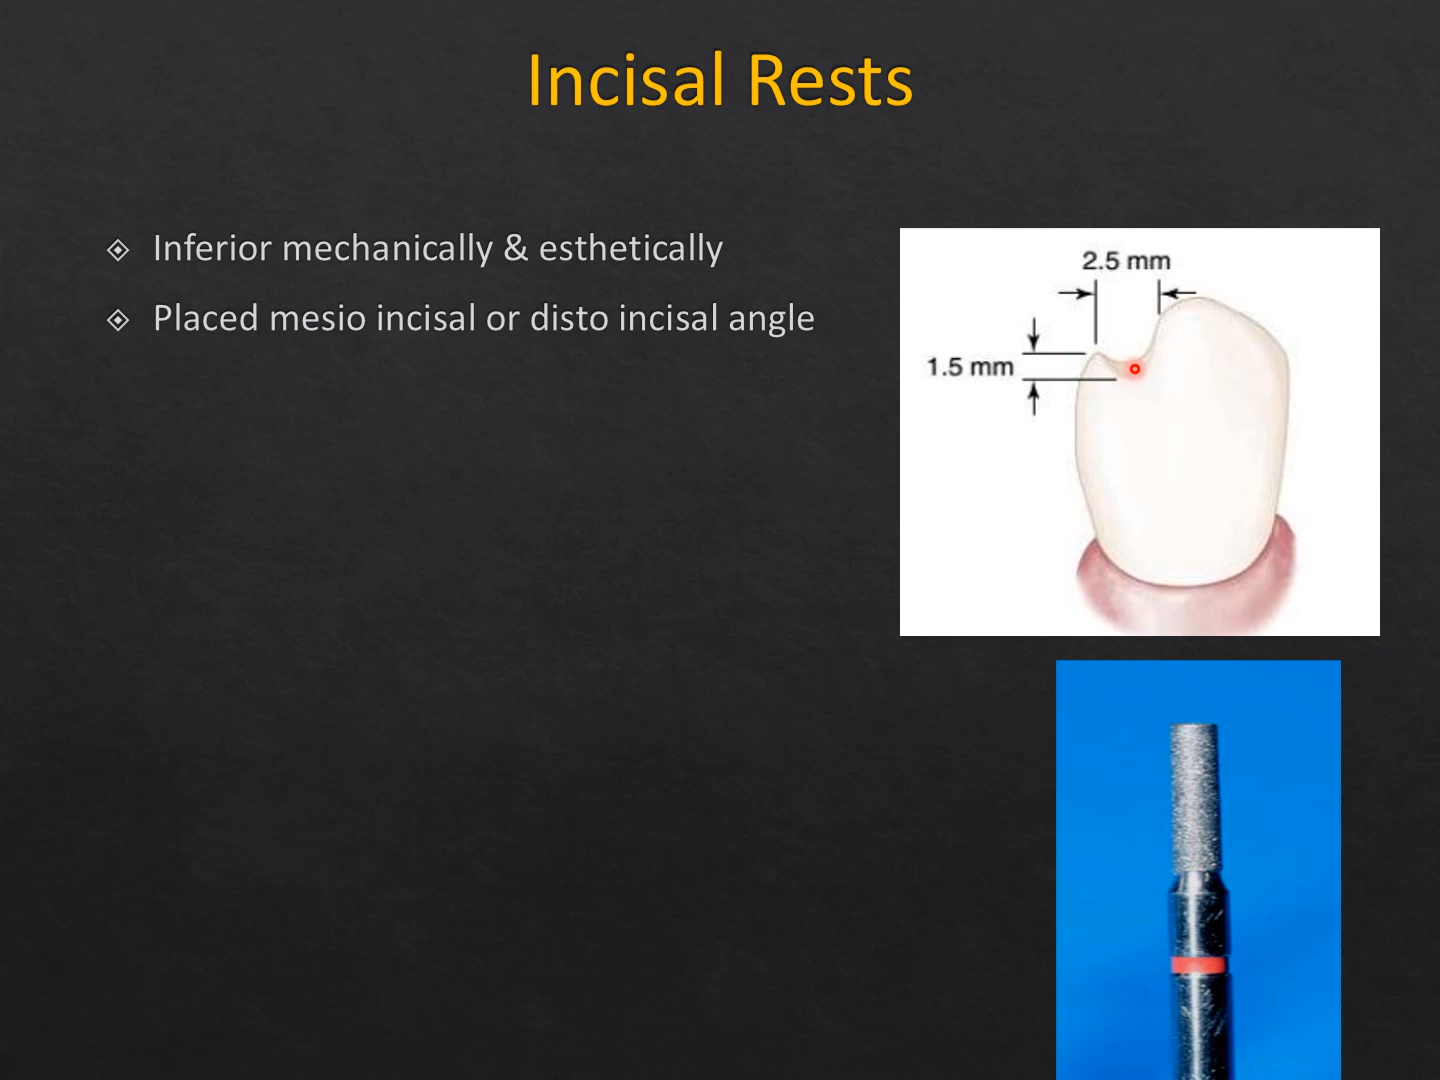 Incisal Rests
Inferior mechanically & esthetically
Placed mesio incisal or disto incisal angle
2.5 mm
1.5 mm